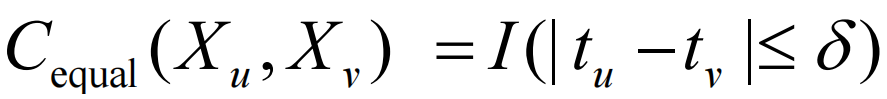 C_equal(X_u, X_v) = I(| t_u − t_v |≤ δ)